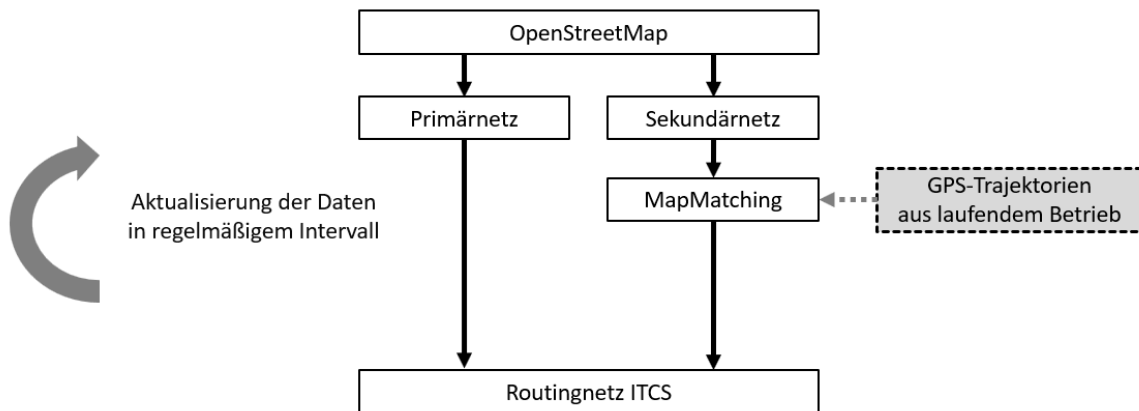 OpenStreetMap
Primärnetz
Sekundärnetz
MapMatching
GPS-Trajektorien
aus laufendem Betrieb
Aktualisierung der Daten
in regelmäßigem Intervall
Routingnetz ITCS